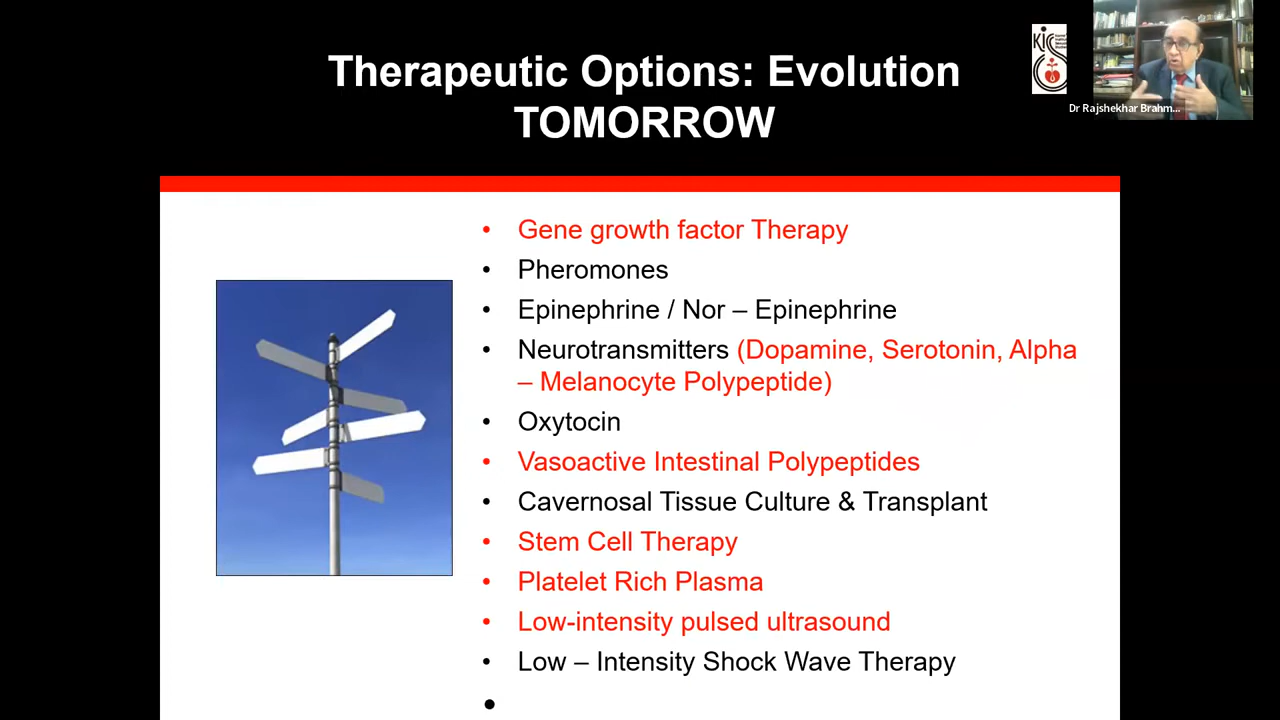 Therapeutic Options: Evolution
TOMORROW
KiSS
Dr Rajshekhar Brahm...
• Gene growth factor Therapy
• Pheromones
• Epinephrine / Nor – Epinephrine
• Neurotransmitters (Dopamine, Serotonin, Alpha
– Melanocyte Polypeptide)
• Oxytocin
• Vasoactive Intestinal Polypeptides
• Cavernosal Tissue Culture & Transplant
• Stem Cell Therapy
• Platelet Rich Plasma
• Low-intensity pulsed ultrasound
• Low – Intensity Shock Wave Therapy
•